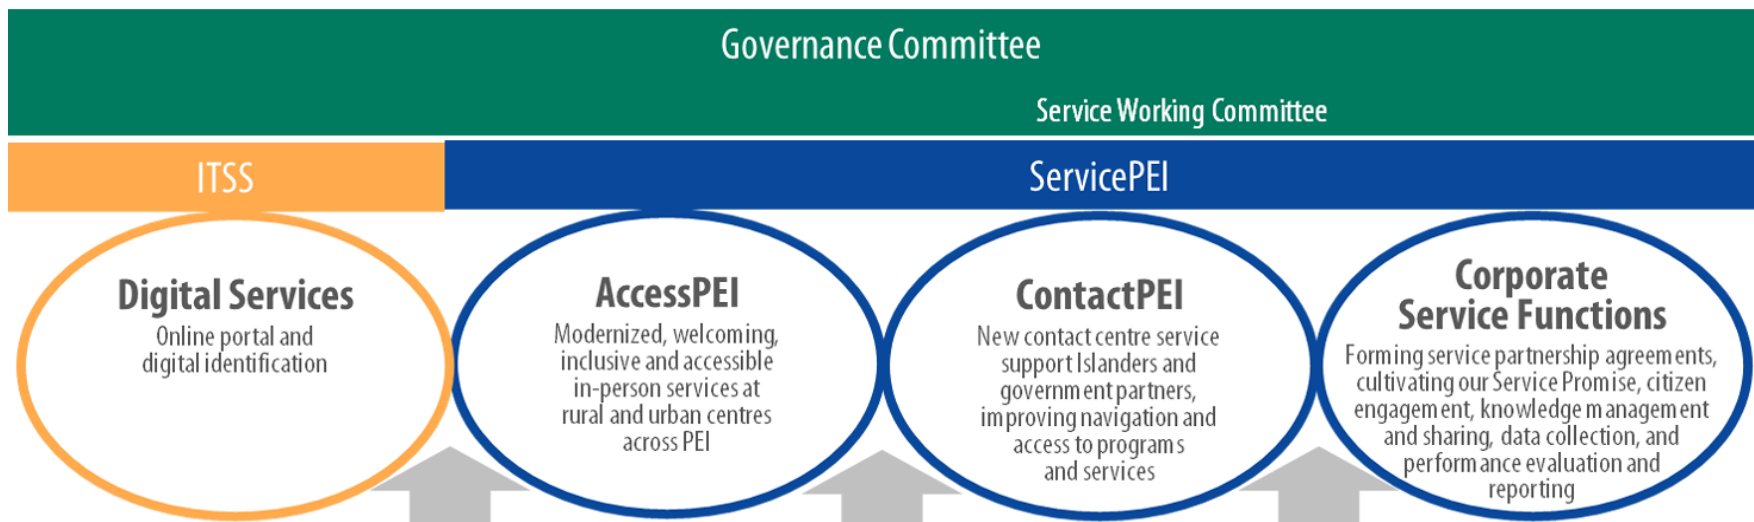 Governance Committee
Service Working Committee
ITSS
ServicePEI
Digital Services
Online portal and
digital identification
AccessPEI
Modernized, welcoming,
inclusive and accessible
in-person services at
rural and urban centres
across PEI
ContactPEI
New contact centre service
support Islanders and
government partners,
improving navigation and
access to programs
and services
Corporate
Service Functions
Forming service partnership agreements,
cultivating our Service Promise, citizen
engagement, knowledge management
and sharing, data collection, and
performance evaluation and
reporting